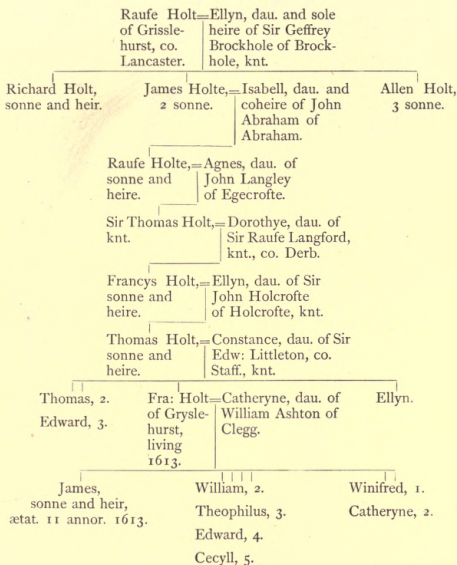 Raufe Holt=Ellyn, dau. and sole
of Grissle- heire of Sir Geffrey
hurst, co. Brockhole of Brock-
Lancaster. hole, knt.
Richard Holt,
sonne and heir.
James Holte,=Isabell, dau. and
2 sonne. coheire of John
Abraham of
Abraham.
Allen Holt,
3 sonne.
Raufe Holte,=Agnes, dau. of
sonne and John Langley
heire. of Egecrofte.
Sir Thomas Holt,=Dorothye, dau. of
knt. Sir Raufe Langford,
knt., co. Derb.
Francys Holt,=Ellyn, dau. of Sir
sonne and John Holcrofte
heire. of Holcrofte, knt.
Thomas Holt,=Constance, dau. of Sir
sonne and Edw: Littleton, co.
heire. Staff., knt.
Thomas, 2.
Edward, 3.
Fra: Holt=Catheryne, dau. of
of Grysle- William Ashton of
hurst, Clegg.
living
1613.
Ellyn.
James,
sonne and heir,
ætat. 11 annor. 1613.
William, 2.
Theophilus, 3.
Edward, 4.
Cecyll, 5.
Winifred, 1.
Catheryne, 2.